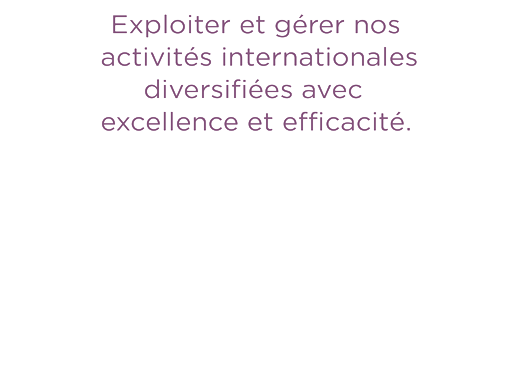 Exploiter et gérer nos
activités internationales
diversifiées avec
excellence et efficacité.